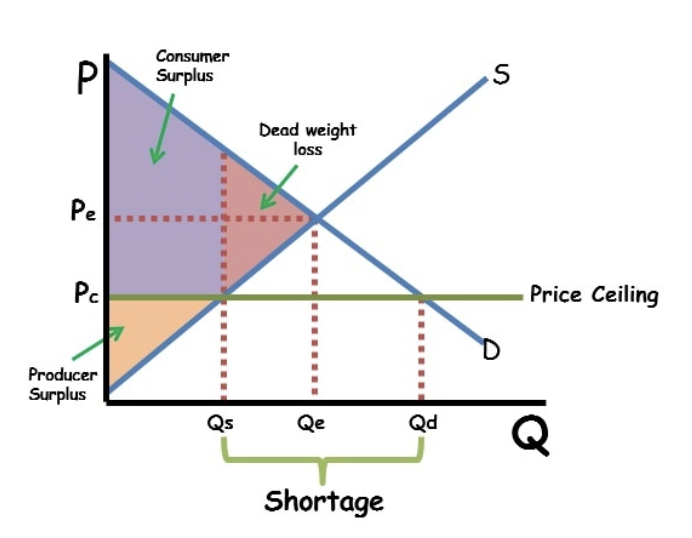 Consumer
Surplus
P
S
Dead weight
loss
Pe
Pc
Price Ceiling
D
Producer
Surplus
Qs Qe Qd
Q
Shortage